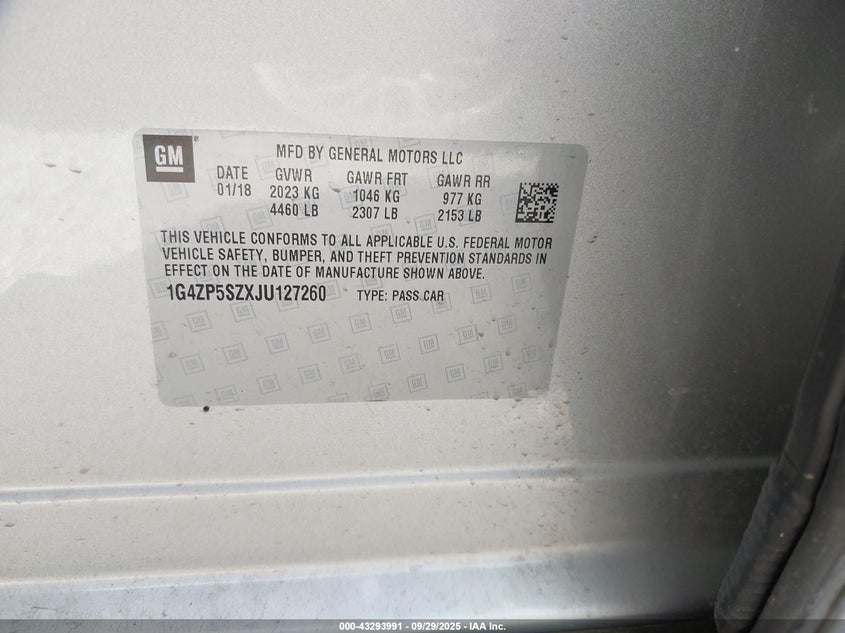 GM
MFD BY GENERAL MOTORS LLC
DATE GVWR GAWR FRT GAWR RR
01/18 2023 KG 1046 KG 977 KG
4460 LB 2307 LB 2153 LB
THIS VEHICLE CONFORMS TO ALL APPLICABLE U.S. FEDERAL MOTOR
VEHICLE SAFETY, BUMPER, AND THEFT PREVENTION STANDARDS IN
EFFECT ON THE DATE OF MANUFACTURE SHOWN ABOVE.
1G4ZP5SZXJU127260 TYPE: PASS CAR
000-43293991 - 09/29/2025 - IAA Inc.